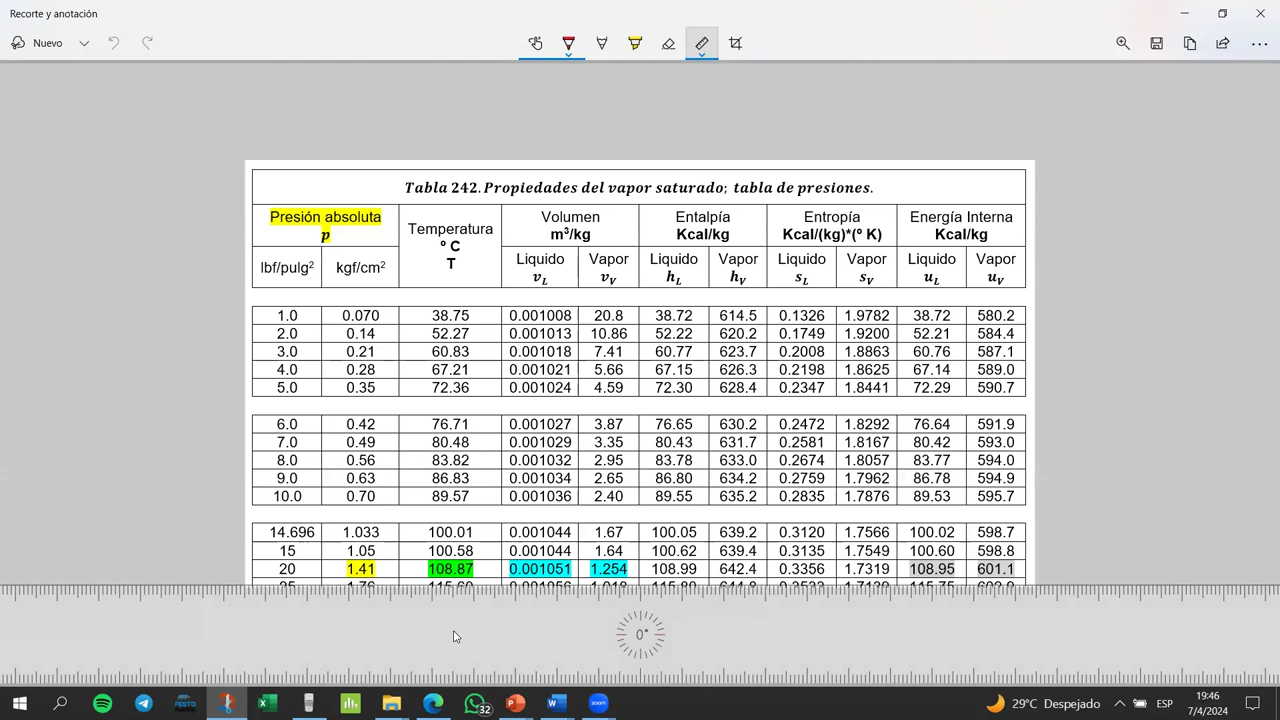 Recorte y anotación
Nuevo
Tabla 242. Propiedades del vapor saturado; tabla de presiones.
Presión absoluta p Temperatura º C T Volumen m³/kg Entalpía Kcal/kg Entropía Kcal/(kg)*(º K) Energía Interna Kcal/kg
lbf/pulg² kgf/cm² Liquido v_L Vapor v_V Liquido h_L Vapor h_V Liquido s_L Vapor s_V Liquido u_L Vapor u_V
1.0 0.070 38.75 0.001008 20.8 38.72 614.5 0.1326 1.9782 38.72 580.2
2.0 0.14 52.27 0.001013 10.86 52.22 620.2 0.1749 1.9200 52.21 584.4
3.0 0.21 60.83 0.001018 7.41 60.77 623.7 0.2008 1.8863 60.76 587.1
4.0 0.28 67.21 0.001021 5.66 67.15 626.3 0.2198 1.8625 67.14 589.0
5.0 0.35 72.36 0.001024 4.59 72.30 628.4 0.2347 1.8441 72.29 590.7
6.0 0.42 76.71 0.001027 3.87 76.65 630.2 0.2472 1.8292 76.64 591.9
7.0 0.49 80.48 0.001029 3.35 80.43 631.7 0.2581 1.8167 80.42 593.0
8.0 0.56 83.82 0.001032 2.95 83.78 633.0 0.2674 1.8057 83.77 594.0
9.0 0.63 86.83 0.001034 2.65 86.80 634.2 0.2759 1.7962 86.78 594.9
10.0 0.70 89.57 0.001036 2.40 89.55 635.2 0.2835 1.7876 89.53 595.7
14.696 1.033 100.01 0.001044 1.67 100.05 639.2 0.3120 1.7566 100.02 598.7
15 1.05 100.58 0.001044 1.64 100.62 639.4 0.3135 1.7549 100.60 598.8
20 1.41 108.87 0.001051 1.254 108.99 642.4 0.3356 1.7319 108.95 601.1
0°
FESTO
32
29°C Despejado
ESP
19:46
7/4/2024